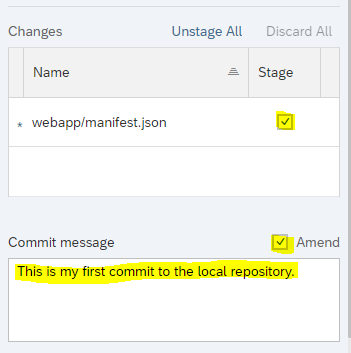 Changes Unstage All Discard All
Name Stage
* webapp/manifest.json
Commit message Amend
This is my first commit to the local repository.